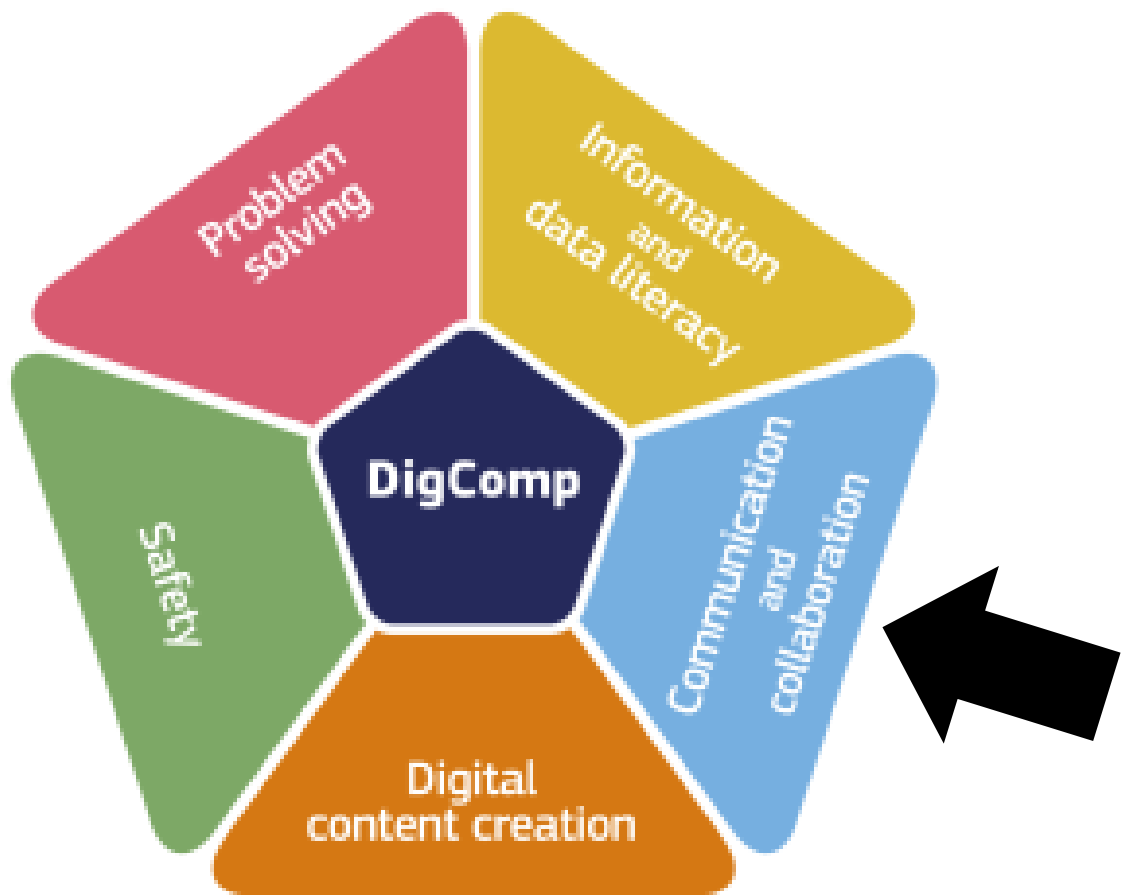 Problem
solving
Information
and
data literacy
DigComp
Communication
and
collaboration
Safety
Digital
content creation